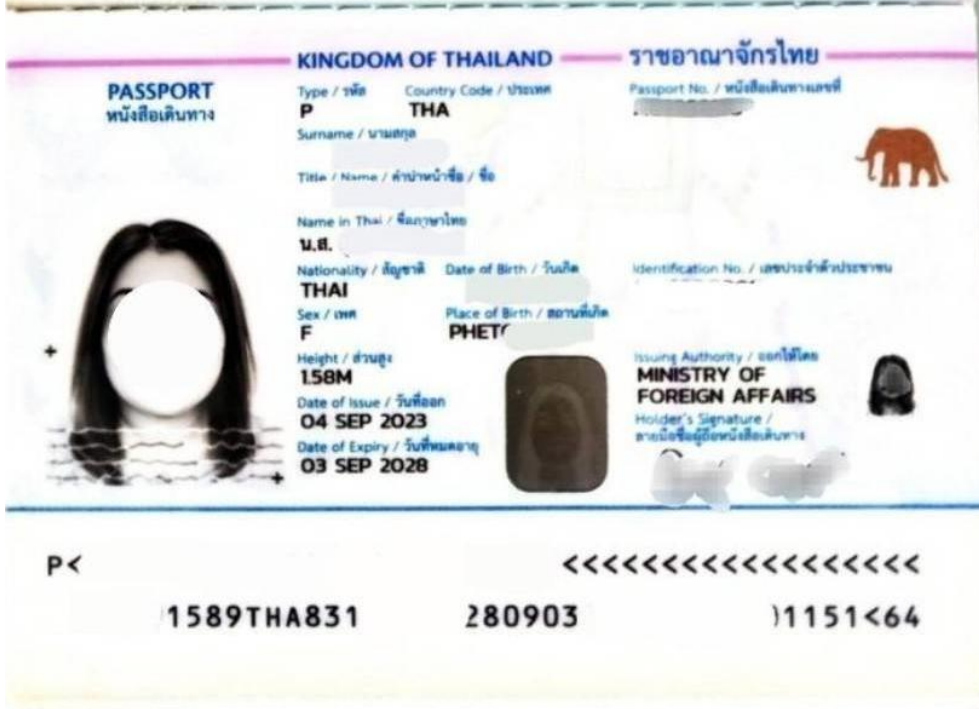 KINGDOM OF THAILAND ราชอาณาจักรไทย
PASSPORT
หนังสือเดินทาง
Type / รหัส Country Code / ประเทศ Passport No. / หนังสือเดินทางเลขที่
P THA
Surname / นามสกุล
Title / Name / คำนำหน้าชื่อ / ชื่อ
Name in Thai / ชื่อภาษาไทย
น.ส.
Nationality / สัญชาติ Date of Birth / วันเกิด Identification No. / เลขประจำตัวประชาชน
THAI
Sex / เพศ Place of Birth / สถานที่เกิด
F PHETC
Height / ส่วนสูง Issuing Authority / ออกให้โดย
1.58M MINISTRY OF
FOREIGN AFFAIRS
Date of Issue / วันที่ออก Holder's Signature /
04 SEP 2023 ลายมือชื่อผู้ถือหนังสือเดินทาง
Date of Expiry / วันที่หมดอายุ
03 SEP 2028
P< <<<<<<<<<<<<<<<<<<
1589THA831 280903 1151<64